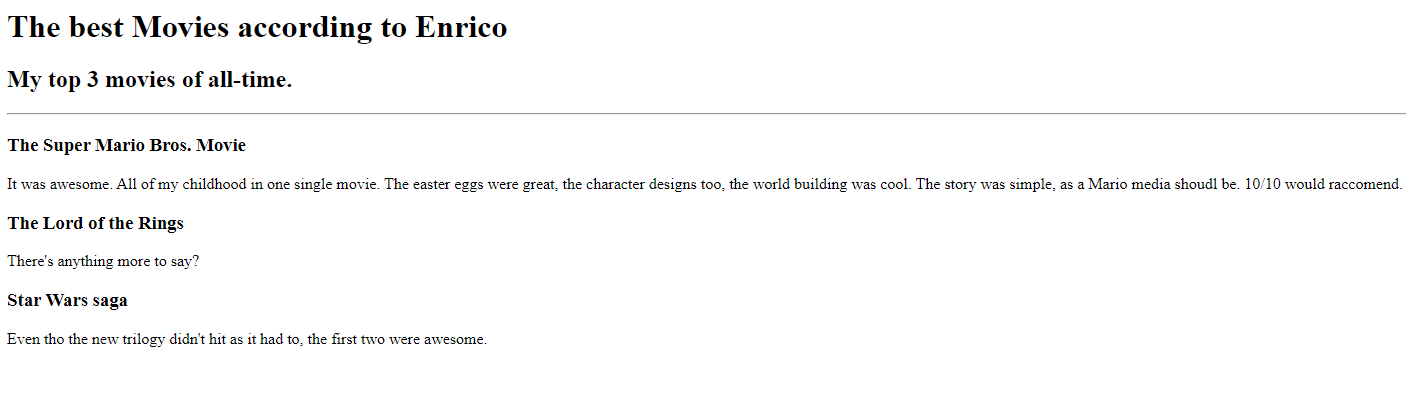 The best Movies according to Enrico
My top 3 movies of all-time.
The Super Mario Bros. Movie
It was awesome. All of my childhood in one single movie. The easter eggs were great, the character designs too, the world building was cool. The story was simple, as a Mario media shoudl be. 10/10 would raccomend.
The Lord of the Rings
There's anything more to say?
Star Wars saga
Even tho the new trilogy didn't hit as it had to, the first two were awesome.